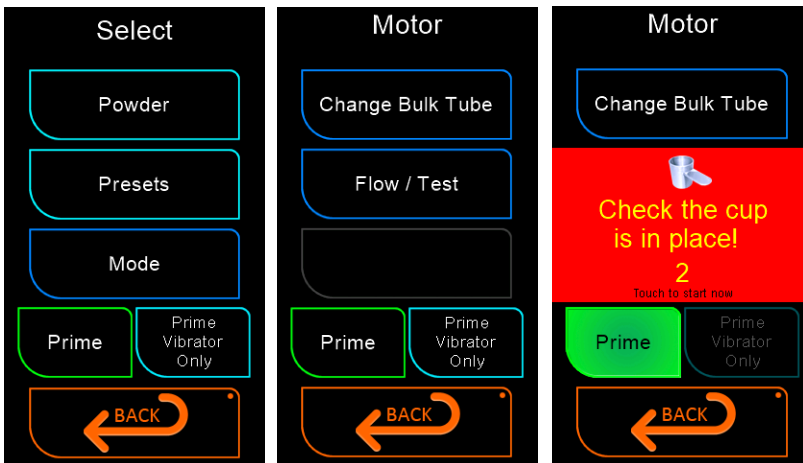 Select
Powder
Presets
Mode
Prime
Prime
Vibrator
Only
BACK
Motor
Change Bulk Tube
Flow / Test
Prime
Prime
Vibrator
Only
BACK
Motor
Change Bulk Tube
Check the cup
is in place!
2
Touch to start now
Prime
Prime
Vibrator
Only
BACK